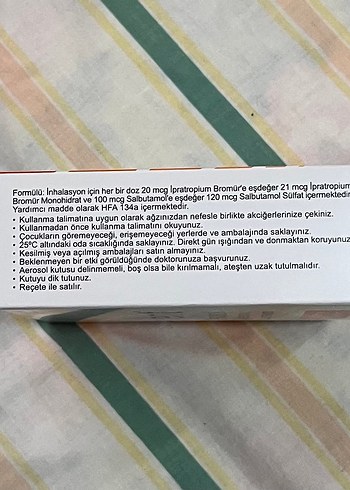 Formülü: İnhalasyon için her bir doz 20 mcg İpratropium Bromür'e eşdeğer 21 mcg İpratropium
Bromür Monohidrat ve 100 mcg Salbutamol'e eşdeğer 120 mcg Salbutamol Sülfat içermektedir.
Yardımcı madde olarak HFA 134a içermektedir.
• Kullanma talimatına uygun olarak ağzınızdan nefesle birlikte akciğerlerinize çekiniz.
• Kullanmadan önce kullanma talimatını okuyunuz.
• Çocukların göremeyeceği, erişemeyeceği yerlerde ve ambalajında saklayınız.
• 25°C altındaki oda sıcaklığında saklayınız. Direkt gün ışığından ve donmaktan koruyunuz.
• Kesilmiş veya açılmış ambalajları satın almayınız.
• Beklenmeyen bir etki görüldüğünde doktorunuza başvurunuz.
• Aerosol kutusu delinmemeli, boş olsa bile kırılmamalı, ateşten uzak tutulmalıdır.
• Kutuyu dik tutunuz.
• Reçete ile satılır.